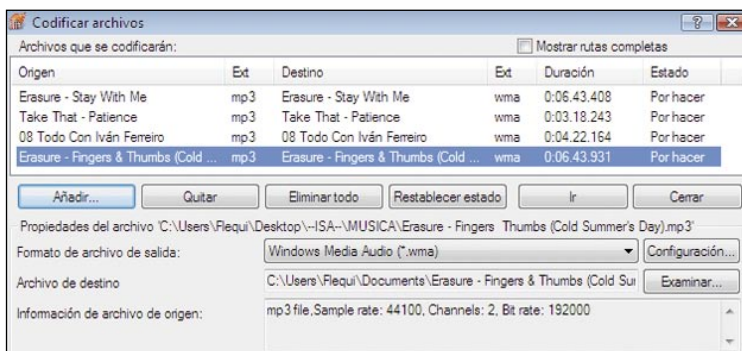 Codificar archivos
Archivos que se codificarán: Mostrar rutas completas
Origen Ext Destino Ext Duración Estado
Erasure - Stay With Me mp3 Erasure - Stay With Me wma 0:06.43.408 Por hacer
Take That - Patience mp3 Take That - Patience wma 0:03.18.243 Por hacer
08 Todo Con Iván Ferreiro mp3 08 Todo Con Iván Ferreiro wma 0:04.22.164 Por hacer
Erasure - Fingers & Thumbs (Cold ... mp3 Erasure - Fingers & Thumbs (Cold ... wma 0:06.43.931 Por hacer
Añadir... Quitar Eliminar todo Restablecer estado Ir Cerrar
Propiedades del archivo 'C:\Users\Flequi\Desktop\--ISA--\MUSICA\Erasure - Fingers Thumbs (Cold Summer's Day).mp3'
Formato de archivo de salida: Windows Media Audio (*.wma) Configuración...
Archivo de destino C:\Users\Flequi\Documents\Erasure - Fingers & Thumbs (Cold Sur Examinar...
Información de archivo de origen: mp3 file,Sample rate: 44100, Channels: 2, Bit rate: 192000